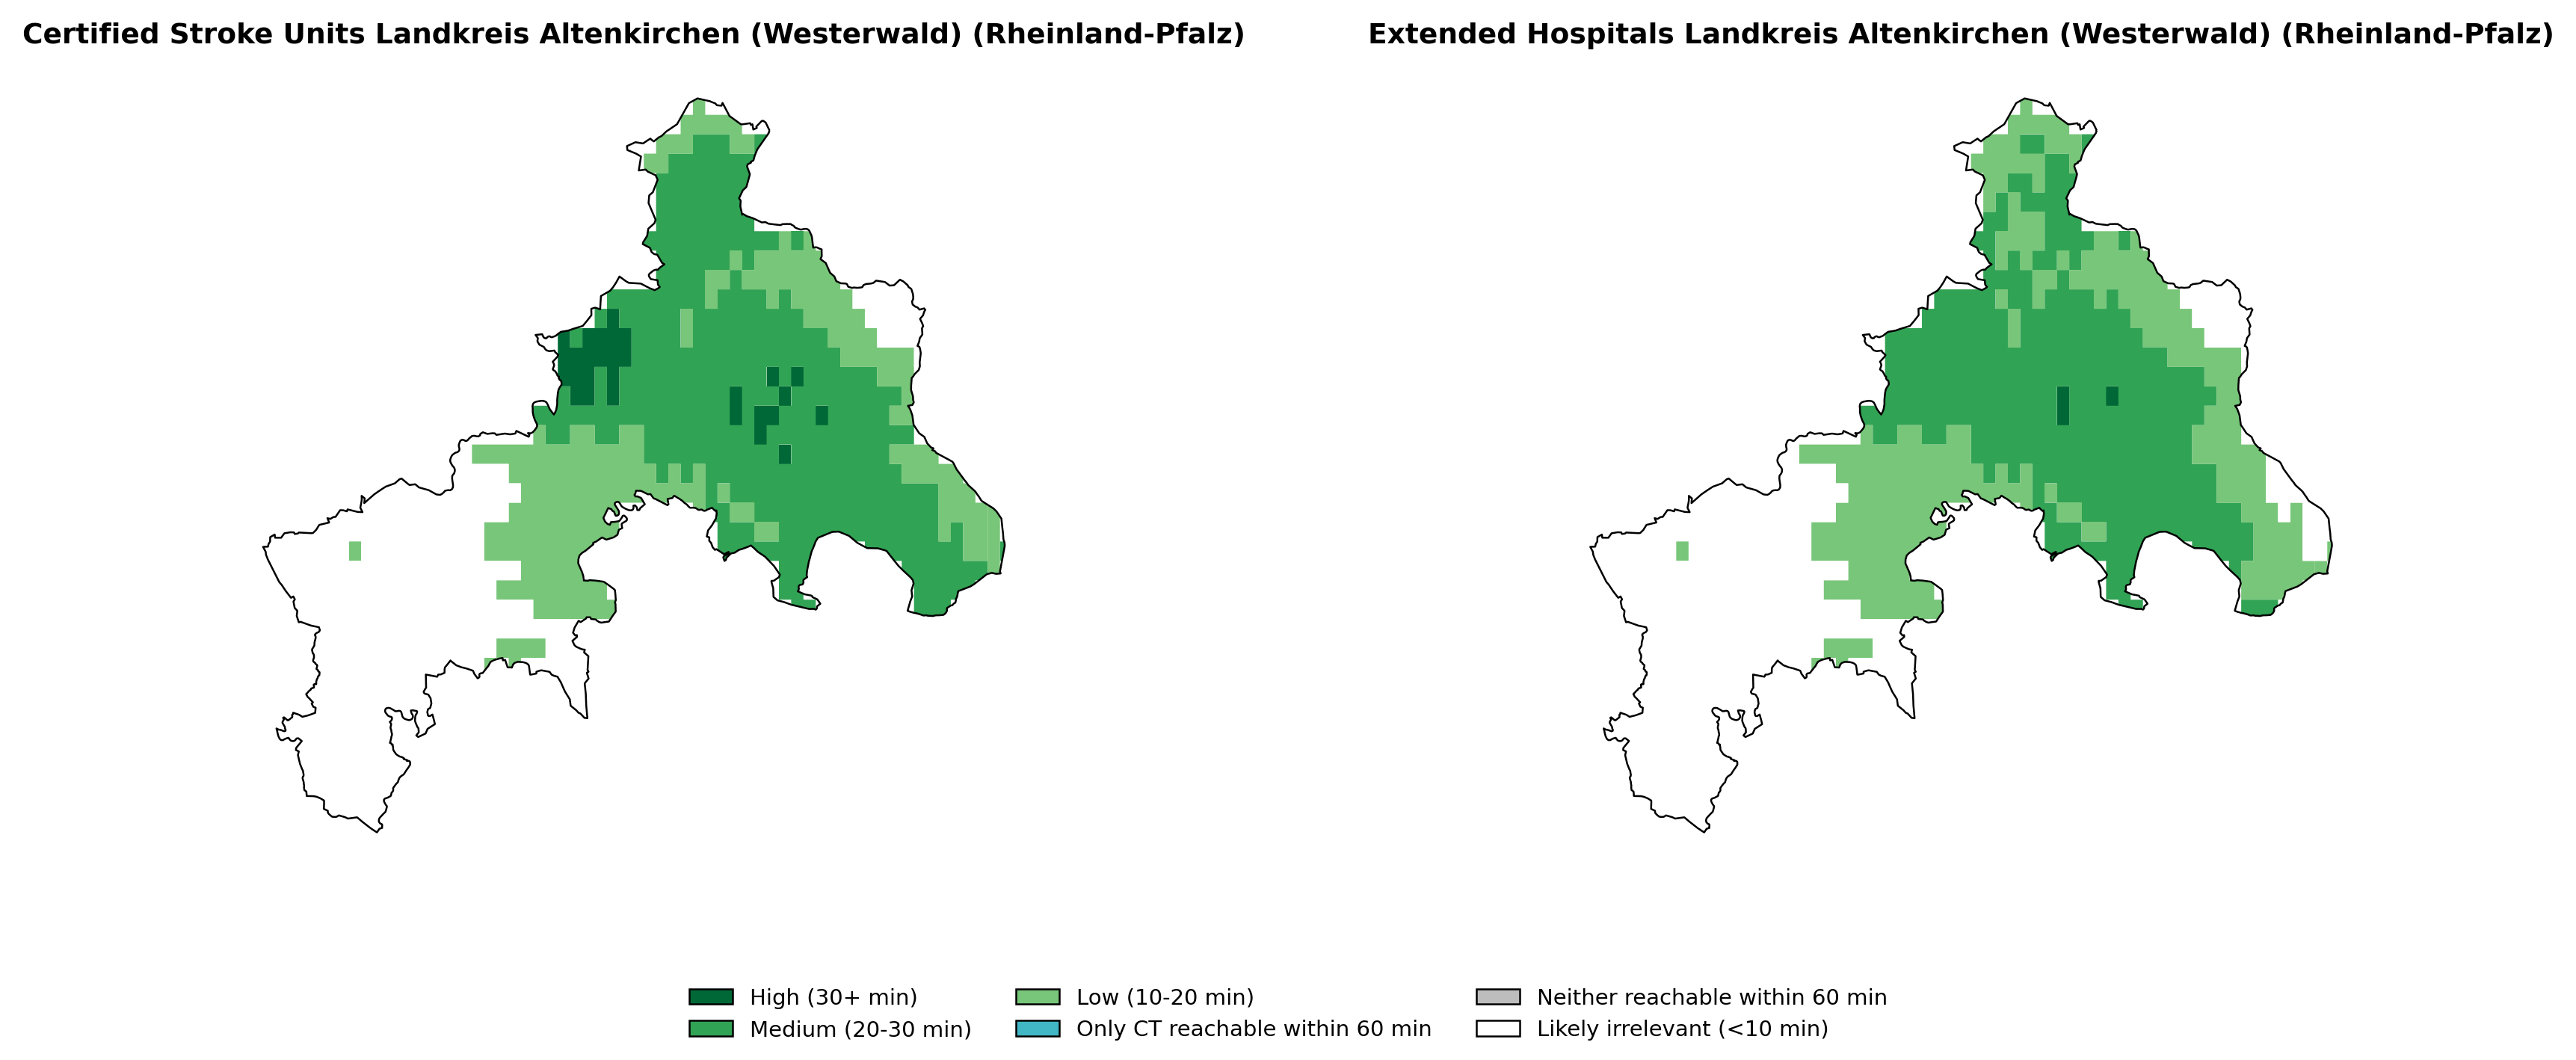 Certified Stroke Units Landkreis Altenkirchen (Westerwald) (Rheinland-Pfalz)
Extended Hospitals Landkreis Altenkirchen (Westerwald) (Rheinland-Pfalz)
High (30+ min)
Medium (20-30 min)
Low (10-20 min)
Only CT reachable within 60 min
Neither reachable within 60 min
Likely irrelevant (<10 min)